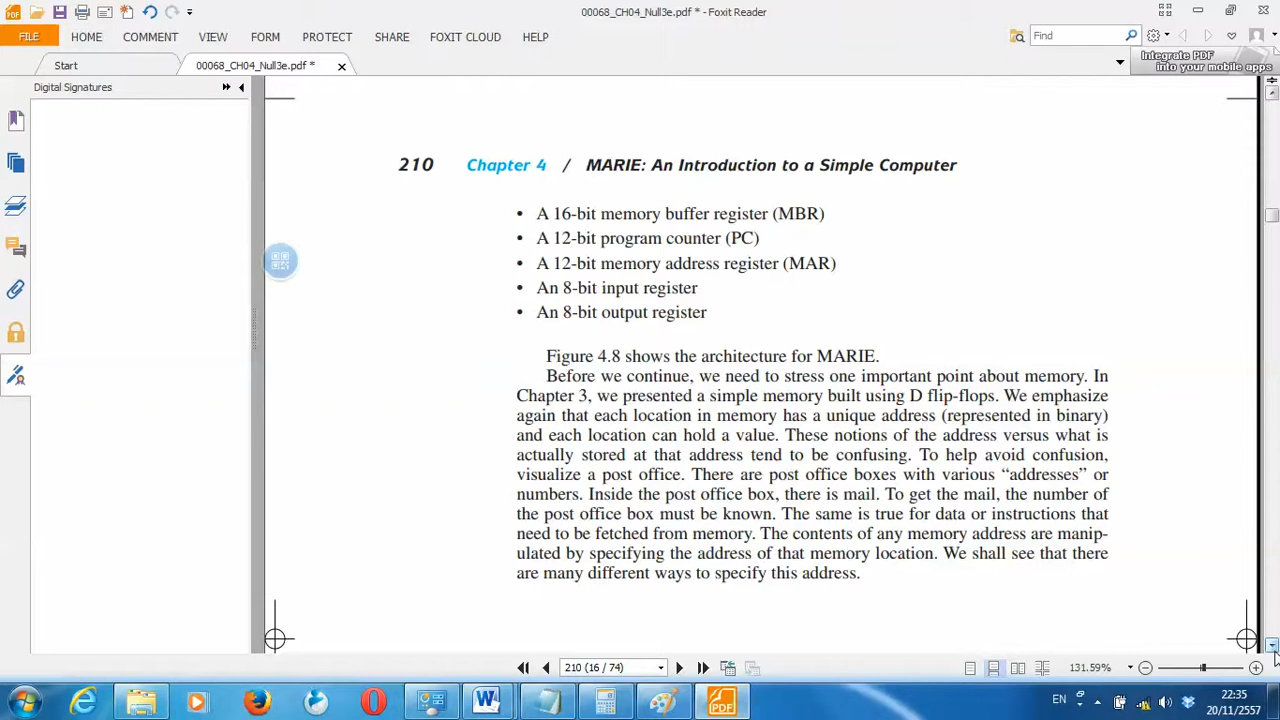 00068_CH04_Null3e.pdf * - Foxit Reader
FILE HOME COMMENT VIEW FORM PROTECT SHARE FOXIT CLOUD HELP Find
Start 00068_CH04_Null3e.pdf * Integrate PDF
into your mobile apps
Digital Signatures
210 Chapter 4 / MARIE: An Introduction to a Simple Computer
• A 16-bit memory buffer register (MBR)
• A 12-bit program counter (PC)
• A 12-bit memory address register (MAR)
• An 8-bit input register
• An 8-bit output register
Figure 4.8 shows the architecture for MARIE.
Before we continue, we need to stress one important point about memory. In
Chapter 3, we presented a simple memory built using D flip-flops. We emphasize
again that each location in memory has a unique address (represented in binary)
and each location can hold a value. These notions of the address versus what is
actually stored at that address tend to be confusing. To help avoid confusion,
visualize a post office. There are post office boxes with various “addresses” or
numbers. Inside the post office box, there is mail. To get the mail, the number of
the post office box must be known. The same is true for data or instructions that
need to be fetched from memory. The contents of any memory address are manip-
ulated by specifying the address of that memory location. We shall see that there
are many different ways to specify this address.
210 (16 / 74) 131.59%
EN 22:35
20/11/2557